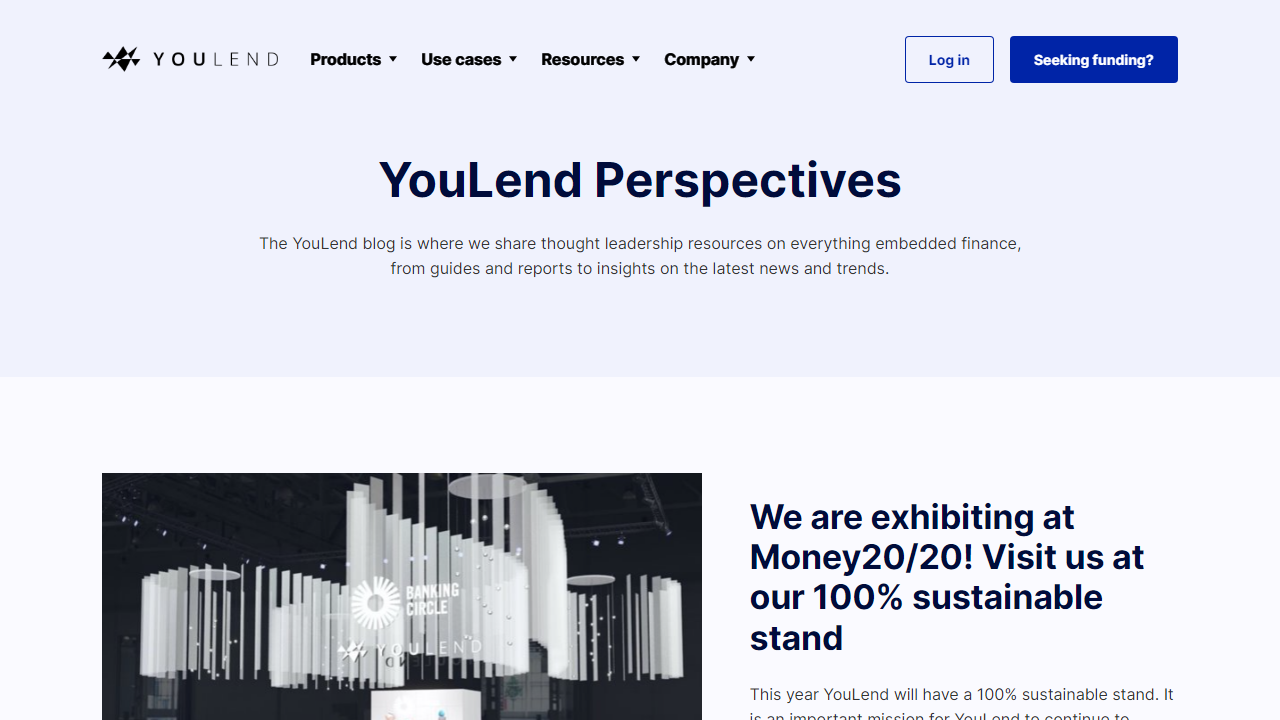 YOULEND
Products
Use cases
Resources
Company
Log in
Seeking funding?
YouLend Perspectives
The YouLend blog is where we share thought leadership resources on everything embedded finance,
from guides and reports to insights on the latest news and trends.
BANKING
CIRCLE
YOULEND
We are exhibiting at
Money20/20! Visit us at
our 100% sustainable
stand
This year YouLend will have a 100% sustainable stand. It
is an important mission for YouLend to continue to